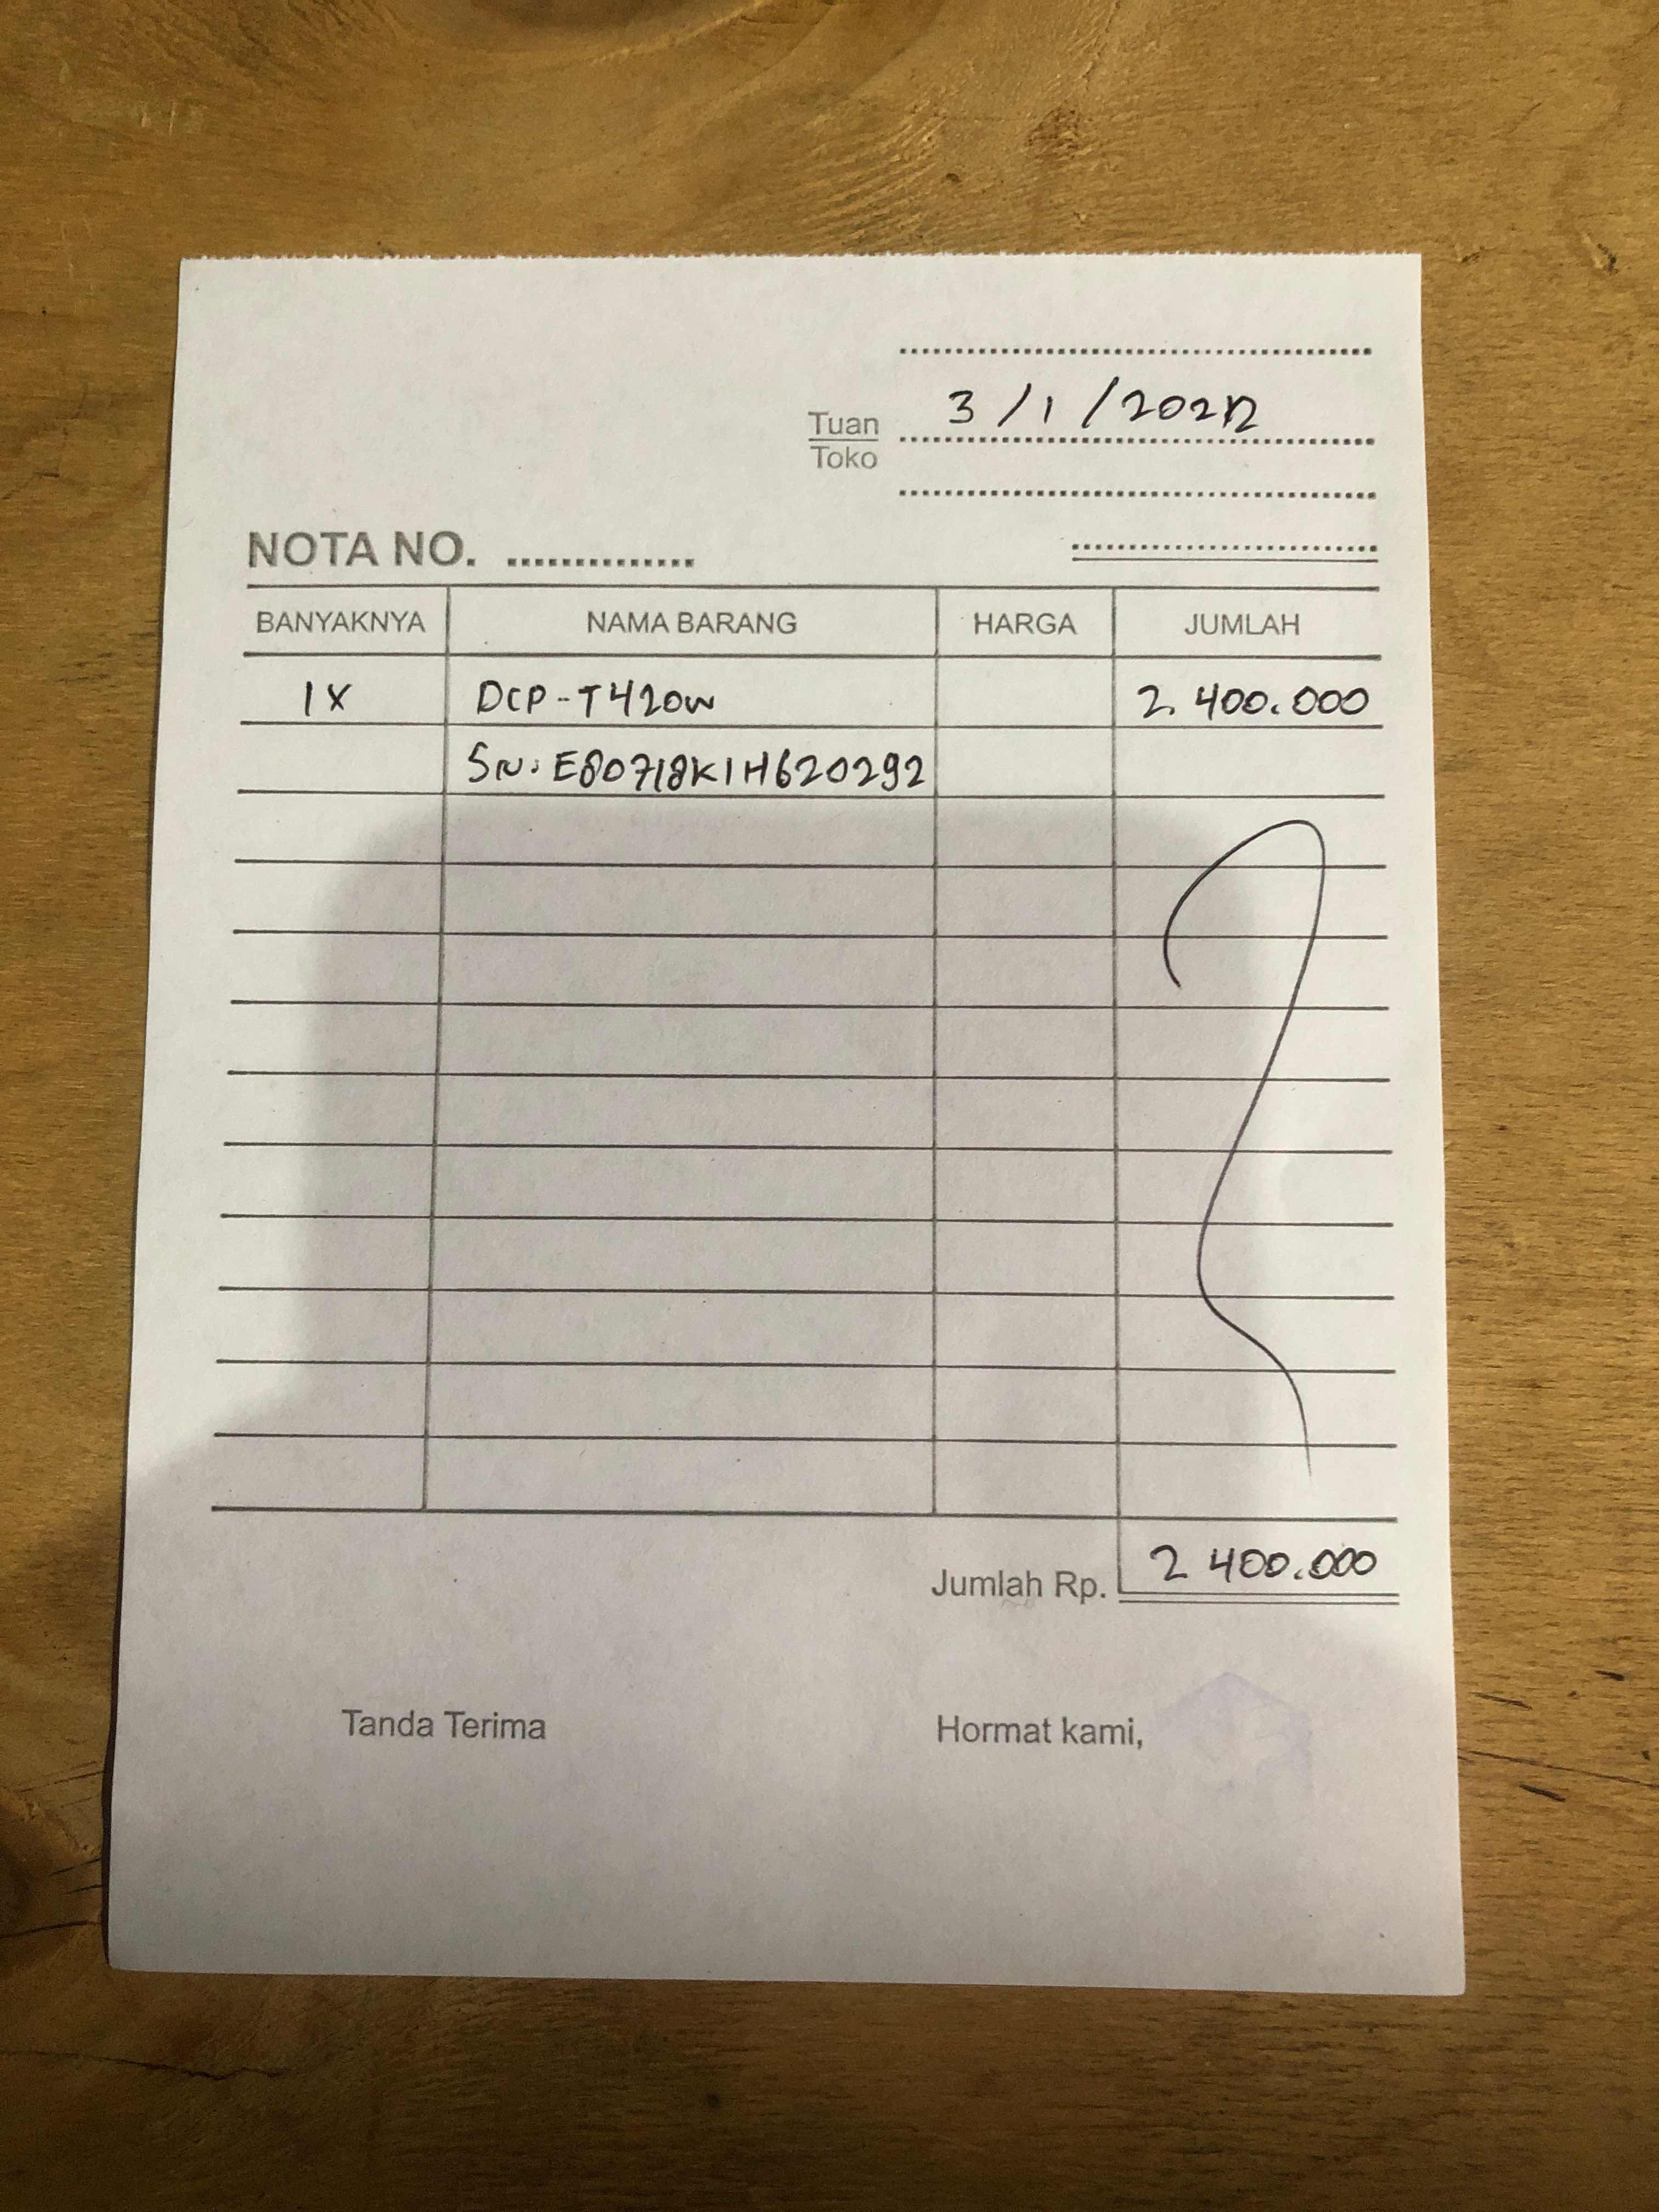 3/1/2022
Tuan
Toko
NOTA NO. ..............
BANYAKNYA NAMA BARANG HARGA JUMLAH
1X DCP-T420W 2.400.000
SN: E80718K1H620292
Jumlah Rp. 2 400.000
Tanda Terima Hormat kami,